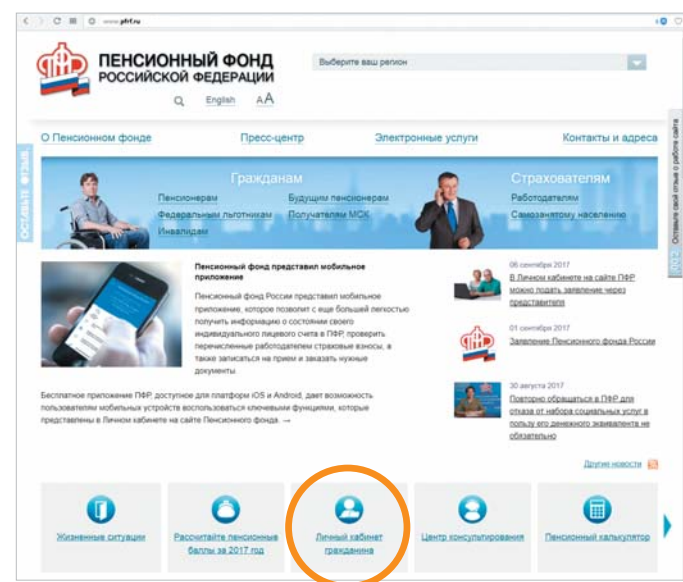 www.pfrf.ru
ПЕНСИОННЫЙ ФОНД
РОССИЙСКОЙ ФЕДЕРАЦИИ
English AA
Выберите ваш регион
О Пенсионном фонде Пресс-центр Электронные услуги Контакты и адреса
ОСТАВЬТЕ ОТЗЫВ
Оставьте свой отзыв о работе сайта
Гражданам
Пенсионерам Будущим пенсионерам
Федеральным льготникам Получателям МСК
Инвалидам
Страхователям
Работодателям
Самозанятому населению
Пенсионный фонд представил мобильное
приложение
Пенсионный фонд России представил мобильное
приложение, которое позволит с еще большей легкостью
получить информацию о состоянии своего
индивидуального лицевого счета в ПФР, проверить
перечисленные работодателем страховые взносы, а
также записаться на прием и заказать нужные
документы.
Бесплатное приложение ПФР, доступное для платформ iOS и Android, дает возможность
пользователям мобильных устройств воспользоваться ключевыми функциями, которые
представлены в Личном кабинете на сайте Пенсионного фонда. →
06 сентября 2017
В Личном кабинете на сайте ПФР
можно подать заявление через
представителя
01 сентября 2017
Заявление Пенсионного фонда России
30 августа 2017
Повторно обращаться в ПФР для
отказа от набора социальных услуг в
пользу его денежного эквивалента не
обязательно
Другие новости
Жизненные ситуации
Рассчитайте пенсионные
баллы за 2017 год
Личный кабинет
гражданина
Центр консультирования
Пенсионный калькулятор